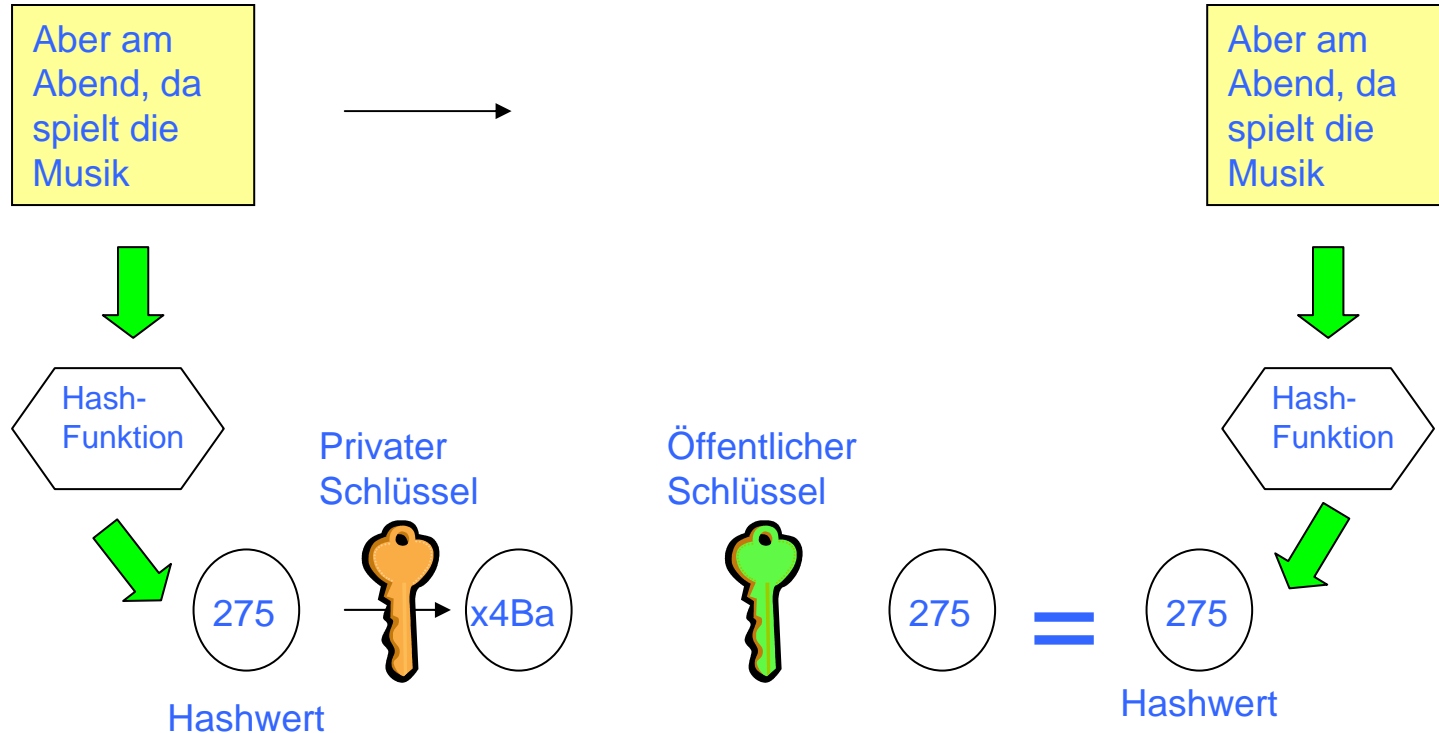 Aber am
Abend, da
spielt die
Musik
Aber am
Abend, da
spielt die
Musik
Hash-
Funktion
Privater
Schlüssel
Öffentlicher
Schlüssel
Hash-
Funktion
275
x4Ba
275
=
275
Hashwert
Hashwert